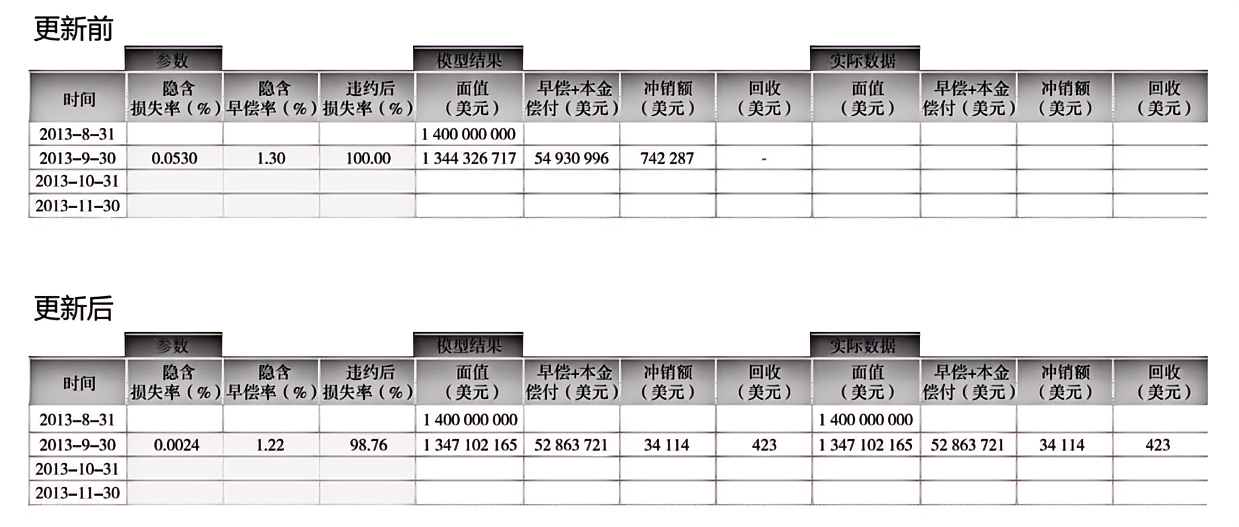 更新前
参数 模型结果 实际数据
时间 隐含损失率（%） 隐含早偿率（%） 违约后损失率（%） 面值（美元） 早偿+本金偿付（美元） 冲销额（美元） 回收（美元） 面值（美元） 早偿+本金偿付（美元） 冲销额（美元） 回收（美元）
2013-8-31 1 400 000 000
2013-9-30 0.0530 1.30 100.00 1 344 326 717 54 930 996 742 287 -
2013-10-31
2013-11-30
更新后
参数 模型结果 实际数据
时间 隐含损失率（%） 隐含早偿率（%） 违约后损失率（%） 面值（美元） 早偿+本金偿付（美元） 冲销额（美元） 回收（美元） 面值（美元） 早偿+本金偿付（美元） 冲销额（美元） 回收（美元）
2013-8-31 1 400 000 000 1 400 000 000
2013-9-30 0.0024 1.22 98.76 1 347 102 165 52 863 721 34 114 423 1 347 102 165 52 863 721 34 114 423
2013-10-31
2013-11-30